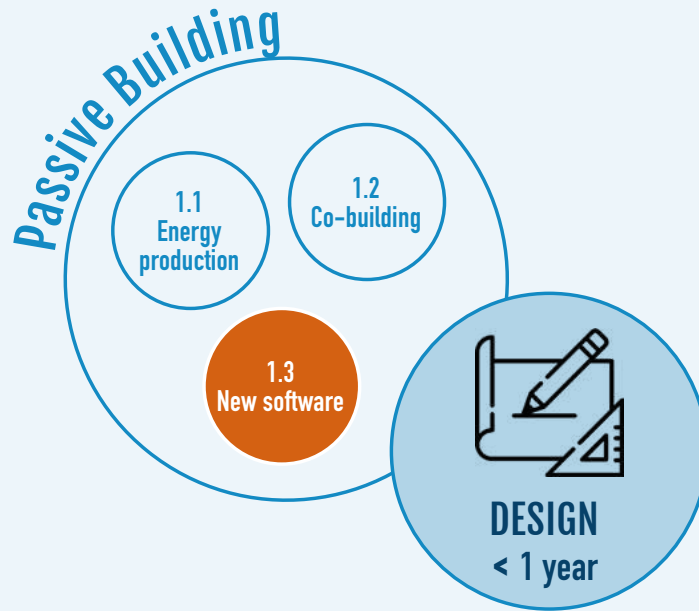 Passive Building
1.1
Energy
production
1.2
Co-building
1.3
New software
DESIGN
< 1 year